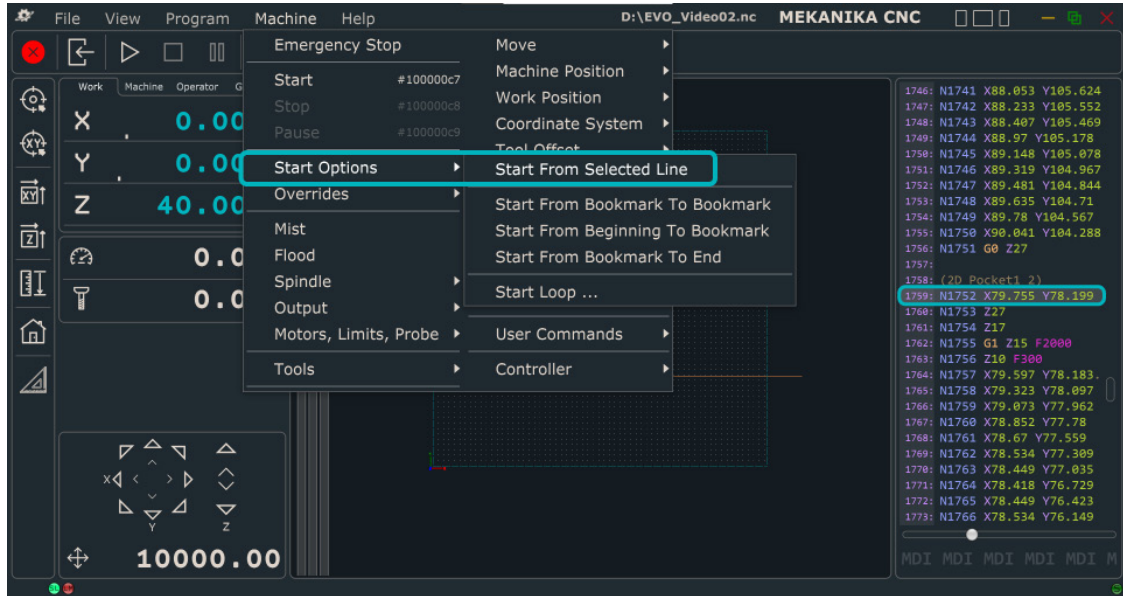 File View Program Machine Help D:\EVO_Video02.nc MEKANIKA CNC
Work Machine Operator G
X 0.00
Y 0.00
Z 40.00
0.0
0.0
X
Y
Z
10000.00
Emergency Stop
Start #100000c7
Stop #100000c8
Pause #100000c9
Start Options
Overrides
Mist
Flood
Spindle
Output
Motors, Limits, Probe
Tools
Move
Machine Position
Work Position
Coordinate System
Tool Offset
Start From Selected Line
Start From Bookmark To Bookmark
Start From Beginning To Bookmark
Start From Bookmark To End
Start Loop ...
User Commands
Controller
1746: N1741 X88.053 Y105.624
1747: N1742 X88.233 Y105.552
1748: N1743 X88.407 Y105.469
1749: N1744 X88.97 Y105.178
1750: N1745 X89.148 Y105.078
1751: N1746 X89.319 Y104.967
1752: N1747 X89.481 Y104.844
1753: N1748 X89.635 Y104.71
1754: N1749 X89.78 Y104.567
1755: N1750 X90.041 Y104.288
1756: N1751 G0 Z27
1757:
1758: (2D Pocket1 2)
1759: N1752 X79.755 Y78.199
1760: N1753 Z27
1761: N1754 Z17
1762: N1755 G1 Z15 F2000
1763: N1756 Z10 F300
1764: N1757 X79.597 Y78.183.
1765: N1758 X79.323 Y78.097
1766: N1759 X79.073 Y77.962
1767: N1760 X78.852 Y77.78
1768: N1761 X78.67 Y77.559
1769: N1762 X78.534 Y77.309
1770: N1763 X78.449 Y77.035
1771: N1764 X78.418 Y76.729
1772: N1765 X78.449 Y76.423
1773: N1766 X78.534 Y76.149
MDI MDI MDI MDI MDI M